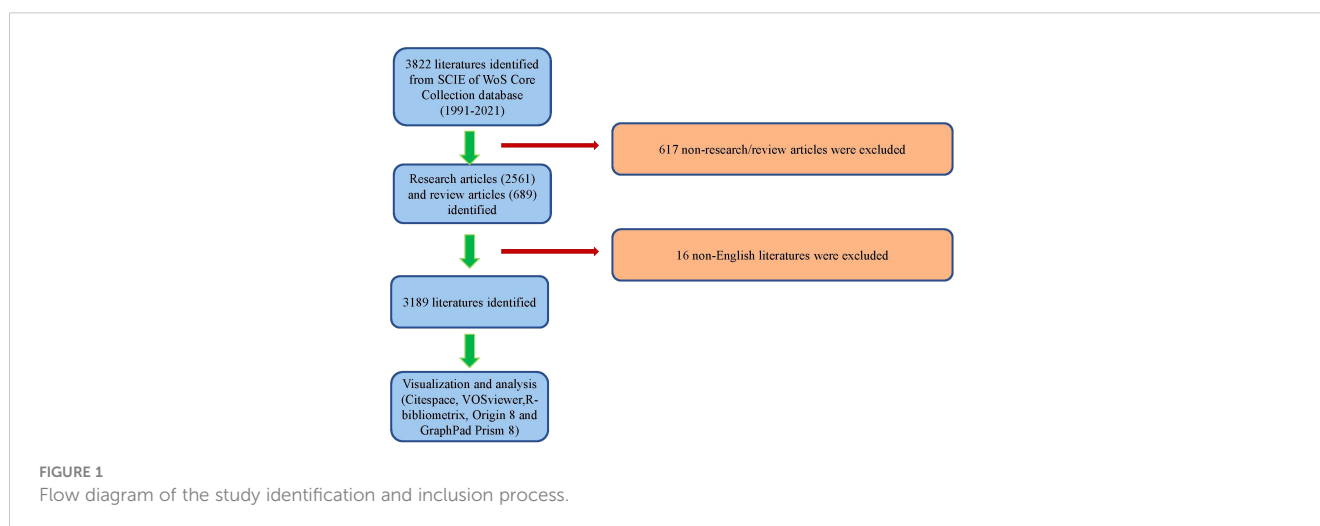 3822 literatures identified
from SCIE of WoS Core
Collection database
(1991-2021)
617 non-research/review articles were excluded
Research articles (2561)
and review articles (689)
identified
16 non-English literatures were excluded
3189 literatures identified
Visualization and analysis
(Citespace, VOSviewer,R-
bibliometrix, Origin 8 and
GraphPad Prism 8)
FIGURE 1
Flow diagram of the study identification and inclusion process.